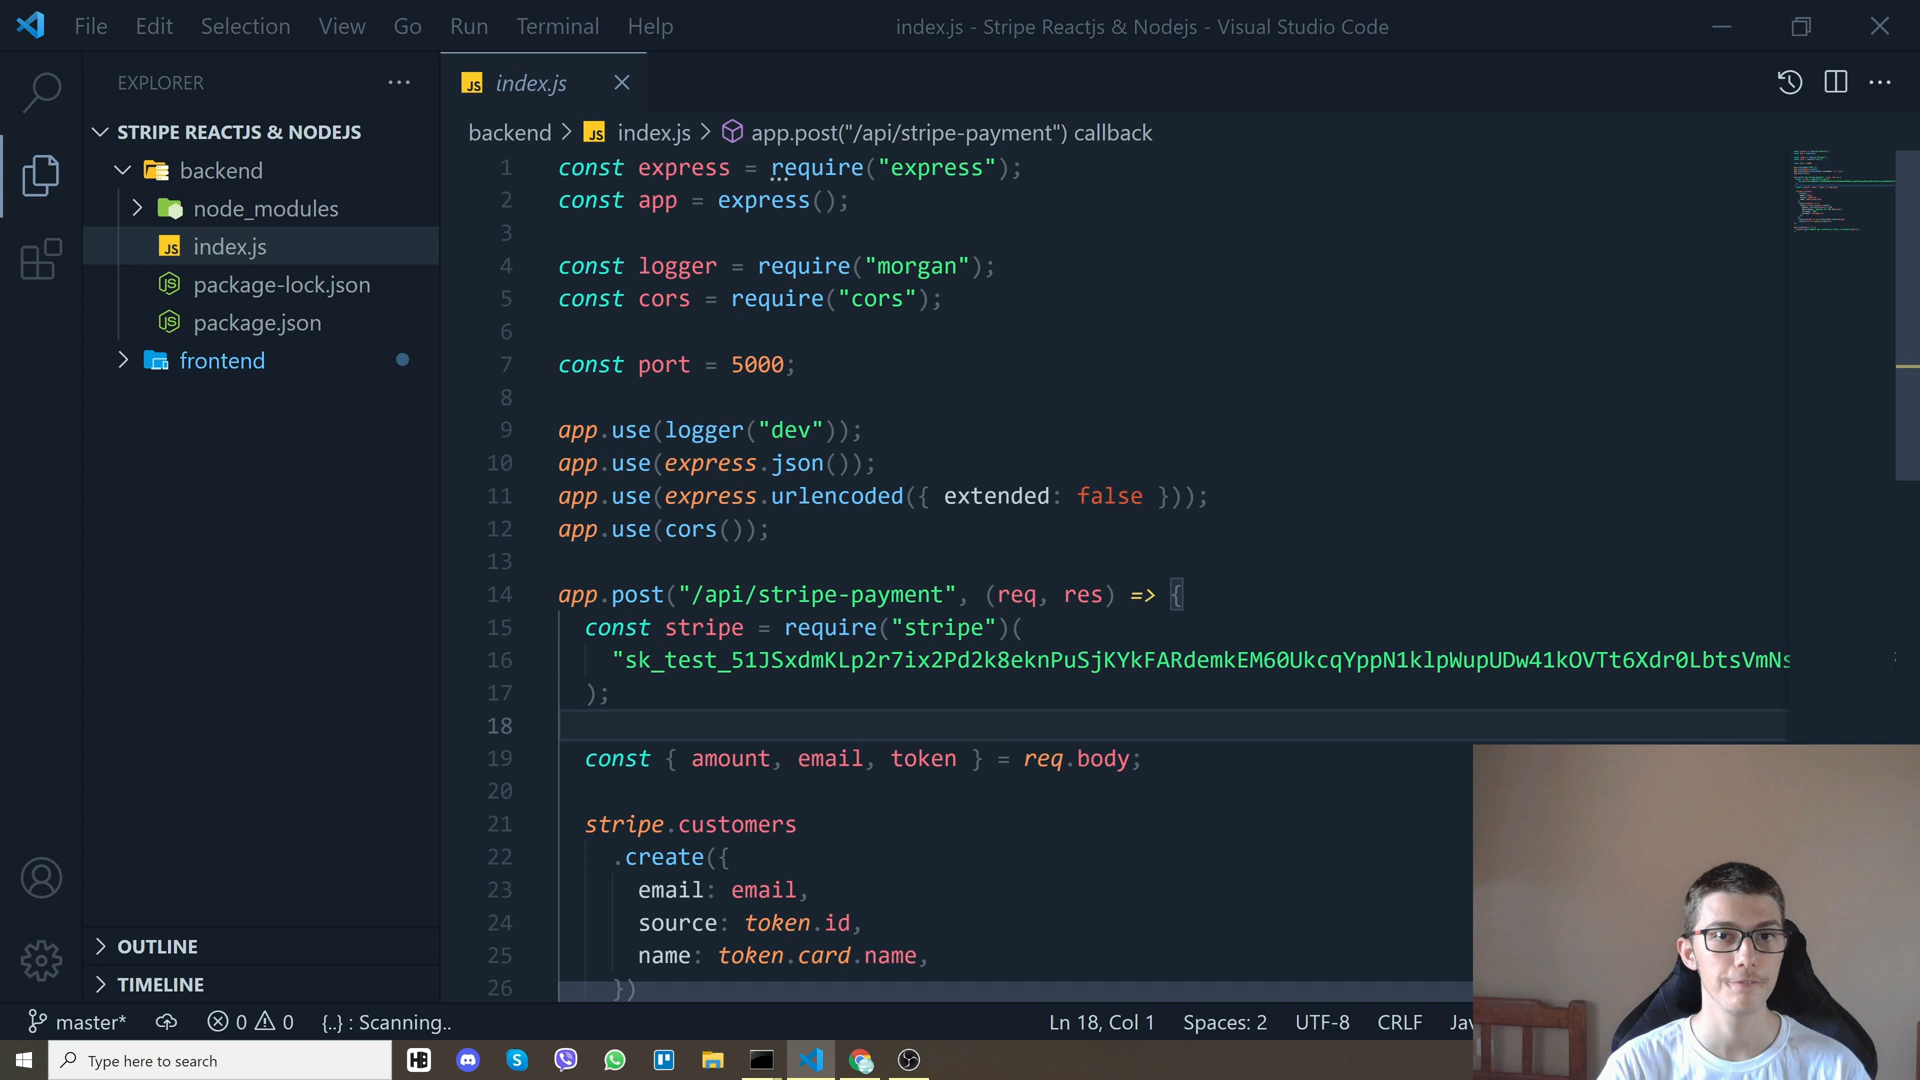 File Edit Selection View Go Run Terminal Help
index.js - Stripe Reactjs & Nodejs - Visual Studio Code
EXPLORER
STRIPE REACTJS & NODEJS
backend
node_modules
index.js
package-lock.json
package.json
frontend
OUTLINE
TIMELINE
JS index.js
backend > JS index.js > app.post("/api/stripe-payment") callback
1 const express = require("express");
2 const app = express();
3
4 const logger = require("morgan");
5 const cors = require("cors");
6
7 const port = 5000;
8
9 app.use(logger("dev"));
10 app.use(express.json());
11 app.use(express.urlencoded({ extended: false }));
12 app.use(cors());
13
14 app.post("/api/stripe-payment", (req, res) => {
15 const stripe = require("stripe")(
16 "sk_test_51JSxdmKLp2r7ix2Pd2k8eknPuSjKYkFARdemkEM60UkcqYppN1klpWupUDw41kOVTt6Xdr0LbtsVmNs
17 );
18
19 const { amount, email, token } = req.body;
20
21 stripe.customers
22 .create({
23 email: email,
24 source: token.id,
25 name: token.card.name,
26 })
master* 0 0 {..} : Scanning.. Ln 18, Col 1 Spaces: 2 UTF-8 CRLF
Type here to search